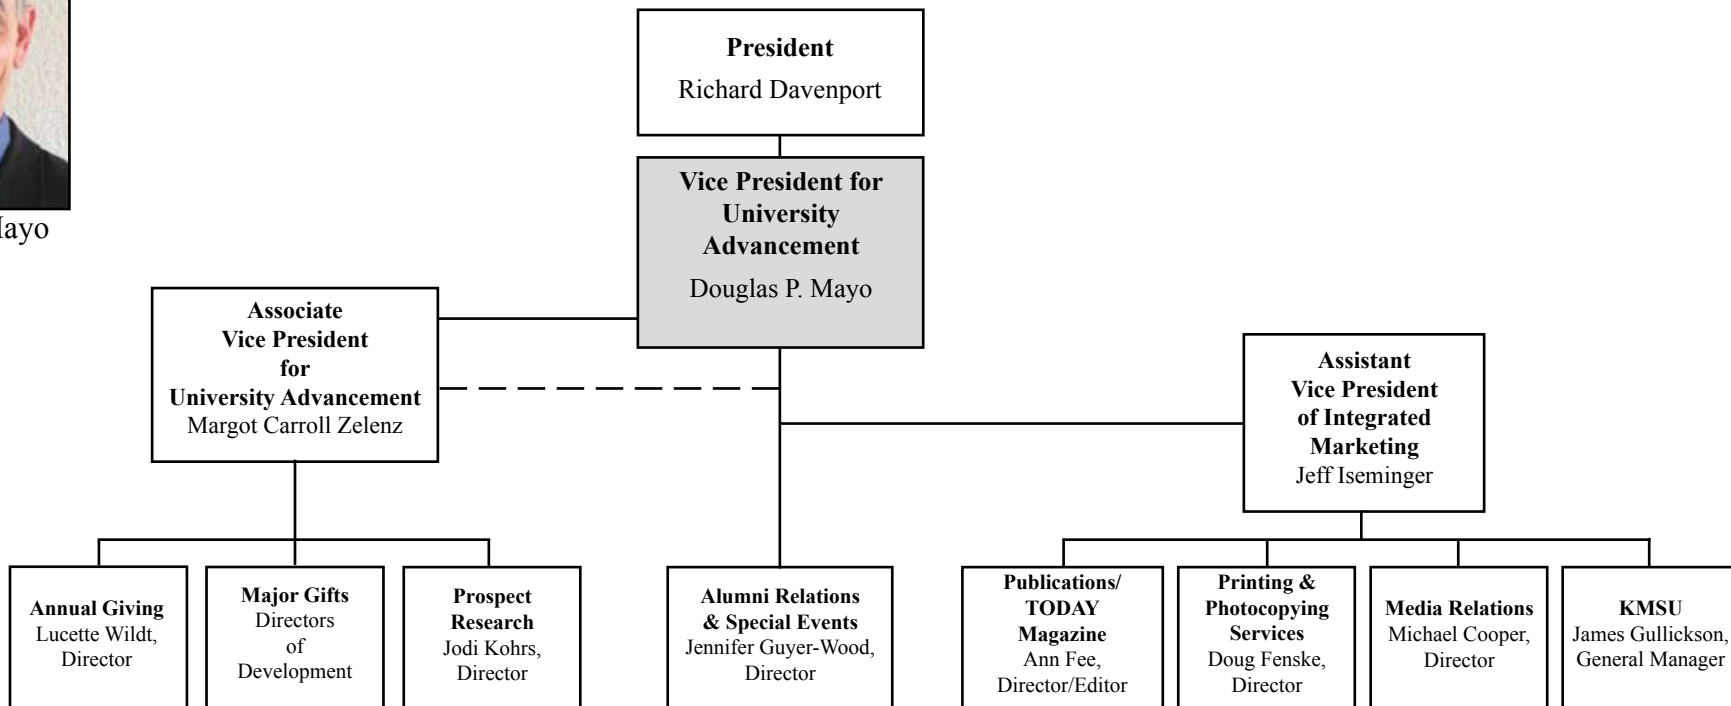 President
Richard Davenport
Vice President for
University
Advancement
Douglas P. Mayo
Associate
Vice President
for
University Advancement
Margot Carroll Zelenz
Assistant
Vice President
of Integrated
Marketing
Jeff Iseminger
Annual Giving
Lucette Wildt,
Director
Major Gifts
Directors
of
Development
Prospect
Research
Jodi Kohrs,
Director
Alumni Relations
& Special Events
Jennifer Guyer-Wood,
Director
Publications/
TODAY
Magazine
Ann Fee,
Director/Editor
Printing &
Photocopying
Services
Doug Fenske,
Director
Media Relations
Michael Cooper,
Director
KMSU
James Gullickson,
General Manager